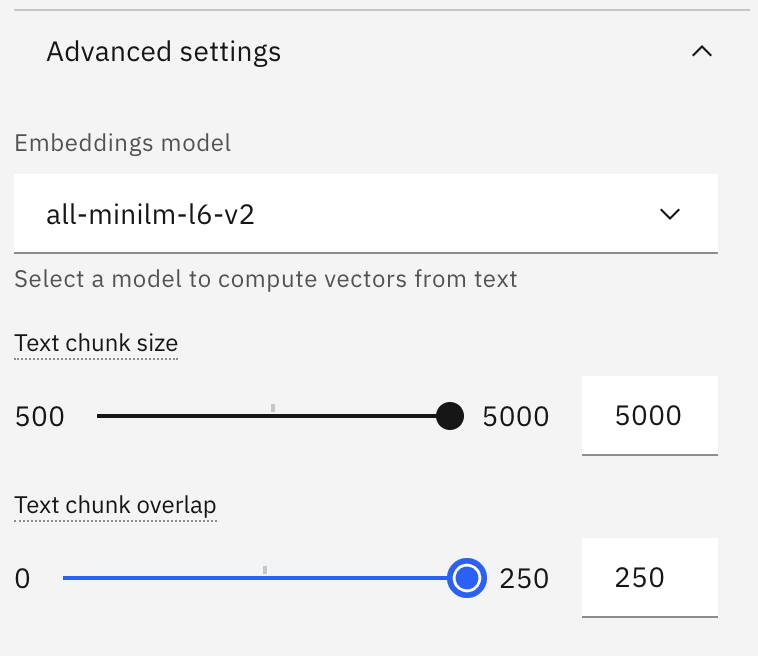 Advanced settings
Embeddings model
all-minilm-l6-v2
Select a model to compute vectors from text
Text chunk size
500 5000 5000
Text chunk overlap
0 250 250